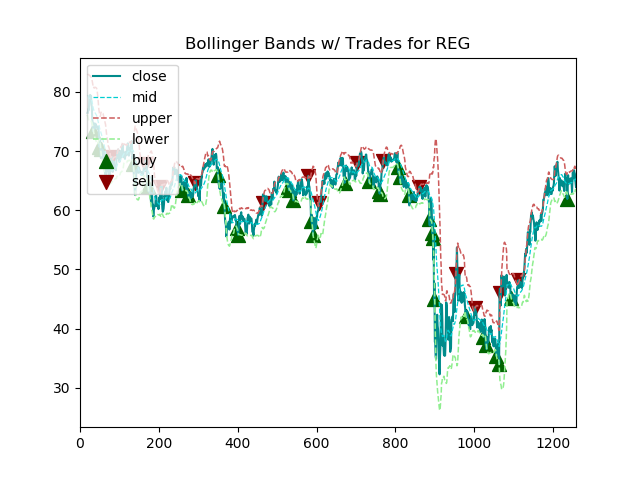 Bollinger Bands w/ Trades for REG
close
mid
upper
lower
buy
sell
80
70
60
50
40
30
0 200 400 600 800 1000 1200